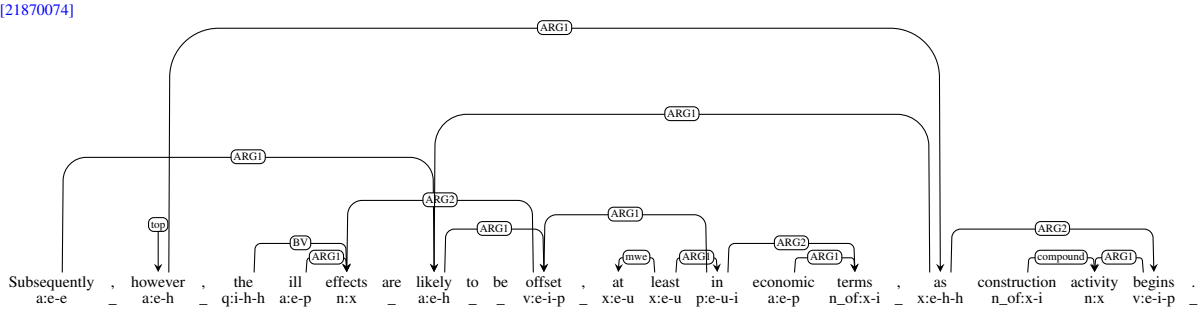 [21870074]
ARG1
ARG1
ARG1
ARG2
ARG1
top
ARG1
ARG2
BV
ARG1
mwe
ARG1
ARG1
compound
ARG1
Subsequently , however , the ill effects are likely to be offset , at least in economic terms , as construction activity begins .
a:e-e _ a:e-h _ q:i-h-h a:e-p n:x _ a:e-h _ _ v:e-i-p _ x:e-u x:e-u p:e-u-i a:e-p n_of:x-i _ x:e-h-h n_of:x-i n:x v:e-i-p _